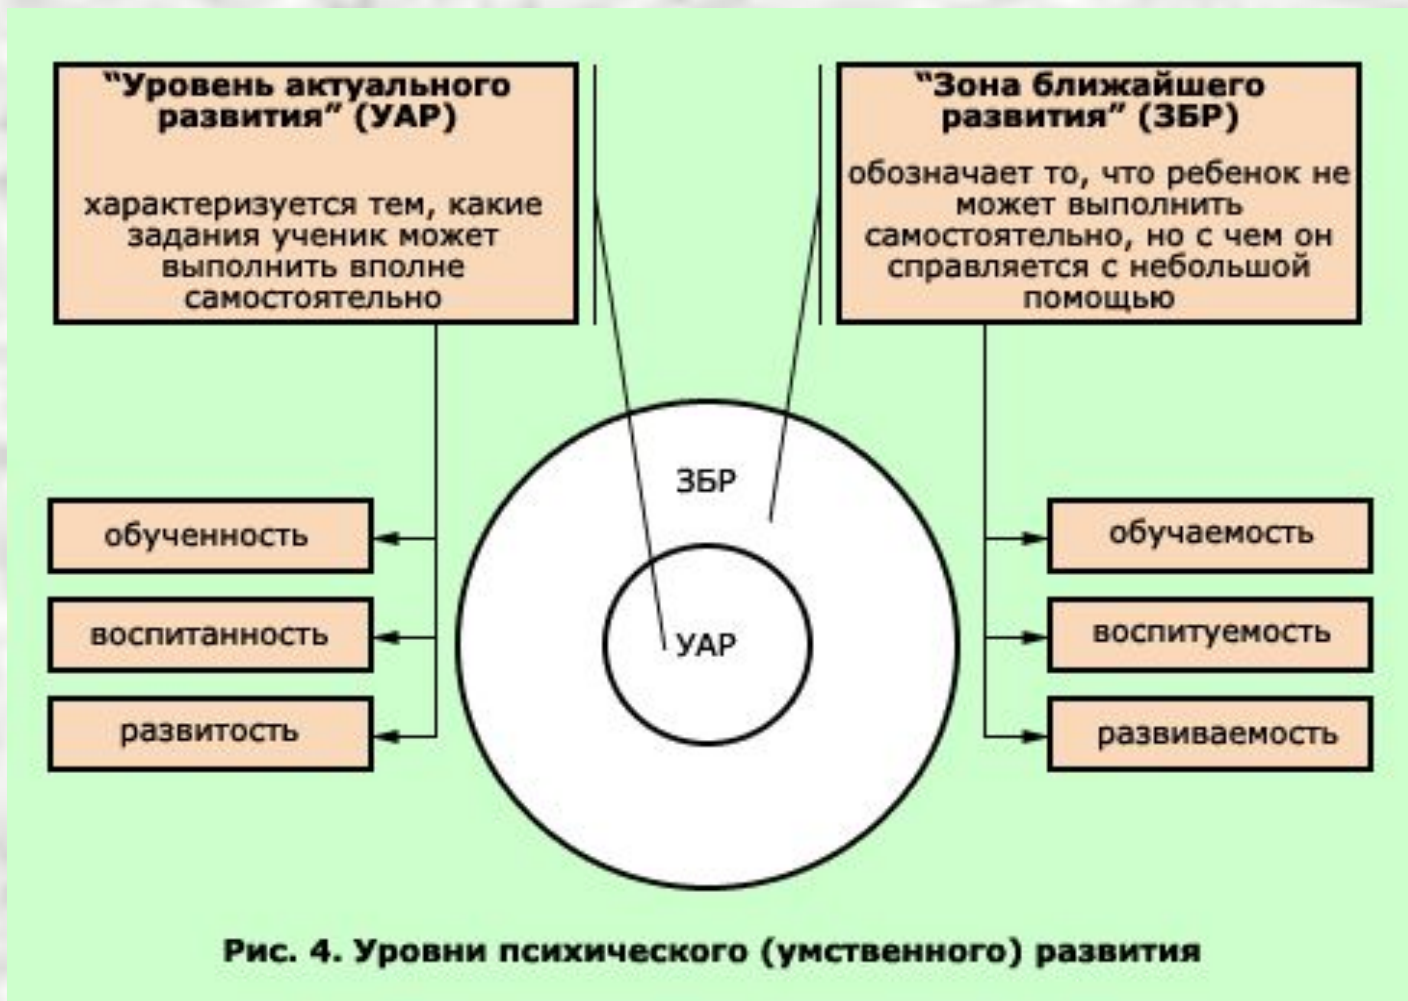 “Уровень актуального
развития” (УАР)
характеризуется тем, какие
задания ученик может
выполнить вполне
самостоятельно
“Зона ближайшего
развития” (ЗБР)
обозначает то, что ребенок не
может выполнить
самостоятельно, но с чем он
справляется с небольшой
помощью
обученность
воспитанность
развитость
ЗБР
УАР
обучаемость
воспитуемость
развиваемость
Рис. 4. Уровни психического (умственного) развития